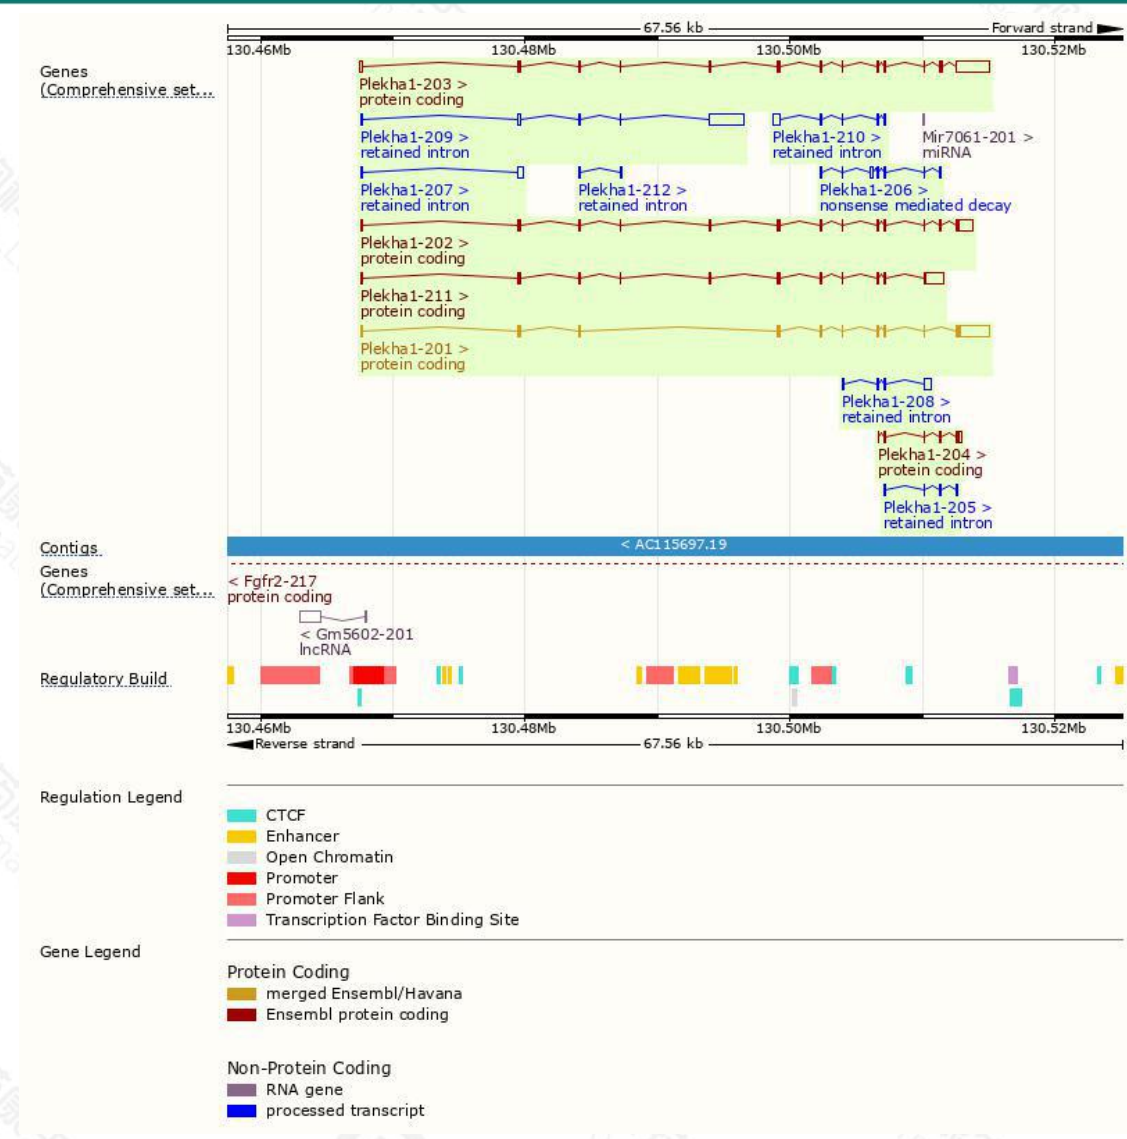 67.56 kb Forward strand
130.46Mb 130.48Mb 130.50Mb 130.52Mb
Genes
(Comprehensive set...
Plekha1-203 >
protein coding
Plekha1-209 > Plekha1-210 > Mir7061-201 >
retained intron retained intron miRNA
Plekha1-207 > Plekha1-212 > Plekha1-206 >
retained intron retained intron nonsense mediated decay
Plekha1-202 >
protein coding
Plekha1-211 >
protein coding
Plekha1-201 >
protein coding
Plekha1-208 >
retained intron
Plekha1-204 >
protein coding
Plekha1-205 >
retained intron
Contigs < AC115697.19
Genes
(Comprehensive set...
< Fgfr2-217
protein coding
< Gm5602-201
lncRNA
Regulatory Build
130.46Mb 130.48Mb 130.50Mb 130.52Mb
Reverse strand 67.56 kb
Regulation Legend
CTCF
Enhancer
Open Chromatin
Promoter
Promoter Flank
Transcription Factor Binding Site
Gene Legend
Protein Coding
merged Ensembl/Havana
Ensembl protein coding
Non-Protein Coding
RNA gene
processed transcript